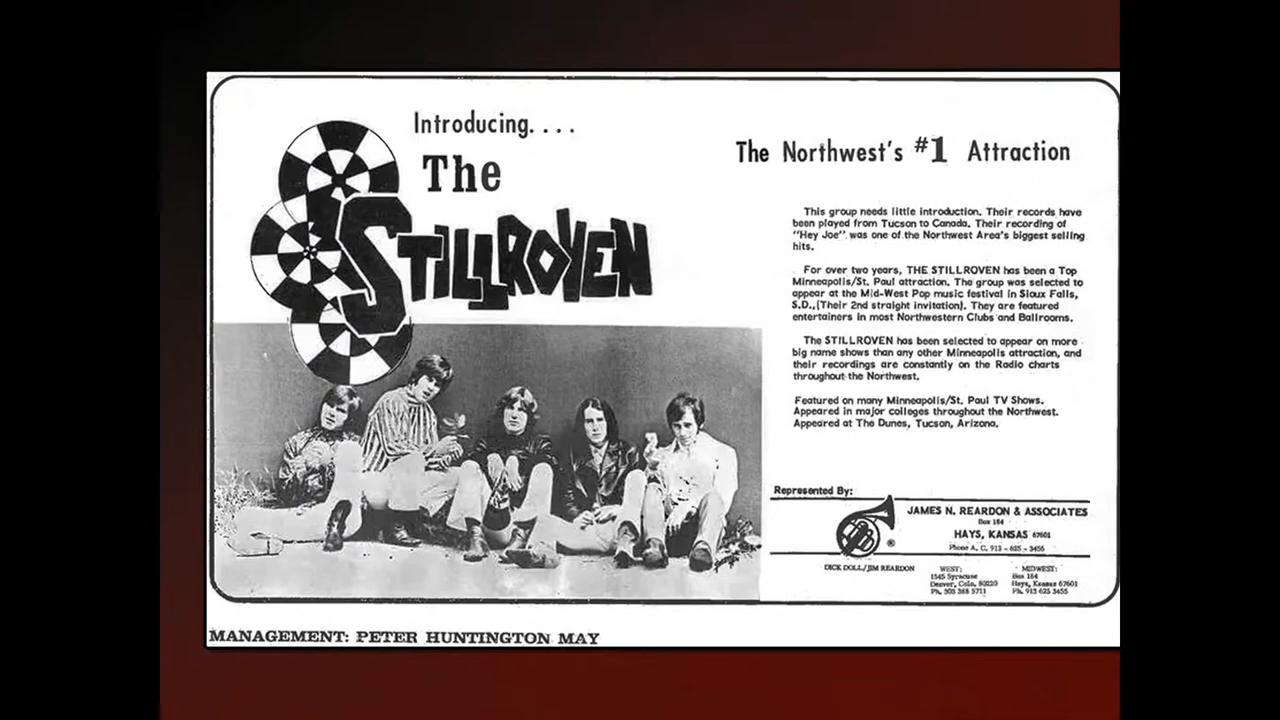 Introducing....
The
STILLROVEN
The Northwest's #1 Attraction
This group needs little introduction. Their records have
been played from Tucson to Canada. Their recording of
"Hey Joe" was one of the Northwest Area's biggest selling
hits.
For over two years, THE STILLROVEN has been a Top
Minneapolis/St. Paul attraction. The group was selected to
appear at the Mid-West Pop music festival in Sioux Falls,
S.D., (Their 2nd straight invitation). They are featured
entertainers in most Northwestern Clubs and Ballrooms.
The STILLROVEN has been selected to appear on more
big name shows than any other Minneapolis attraction, and
their recordings are constantly on the Radio charts
throughout the Northwest.
Featured on many Minneapolis/St. Paul TV Shows.
Appeared in major colleges throughout the Northwest.
Appeared at The Dunes, Tucson, Arizona.
Represented By:
JAMES N. REARDON & ASSOCIATES
Box 184
HAYS, KANSAS 67601
Phone A. C. 913 - 625 - 3455
®
DICK DOLL/JIM REARDON
WEST:
1545 Syracuse
Denver, Colo. 80220
Ph. 303 388 5711
MIDWEST:
Box 184
Hays, Kansas 67601
Ph. 913 625 3455
MANAGEMENT: PETER HUNTINGTON MAY